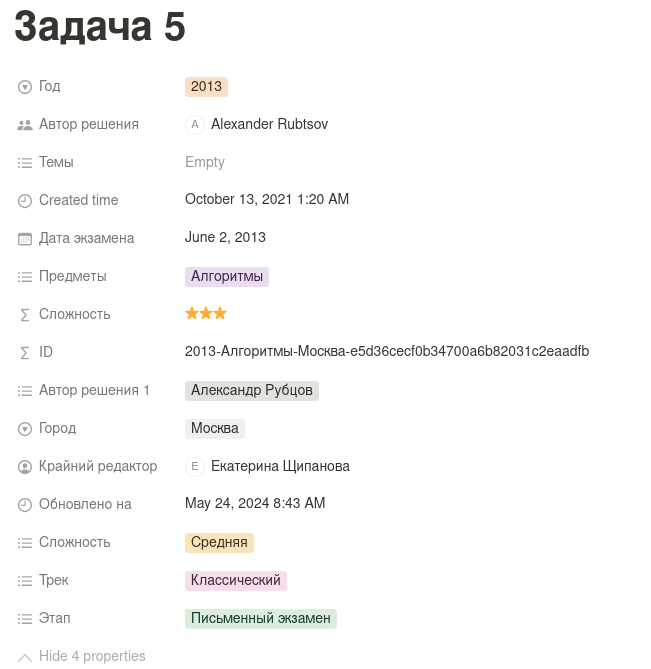 Задача 5
Год 2013
Автор решения A Alexander Rubtsov
Темы Empty
Created time October 13, 2021 1:20 AM
Дата экзамена June 2, 2013
Предметы Алгоритмы
Сложность
ID 2013-Алгоритмы-Москва-e5d36cecf0b34700a6b82031c2eaadfb
Автор решения 1 Александр Рубцов
Город Москва
Крайний редактор E Екатерина Щипанова
Обновлено на May 24, 2024 8:43 AM
Сложность Средняя
Трек Классический
Этап Письменный экзамен
Hide 4 properties